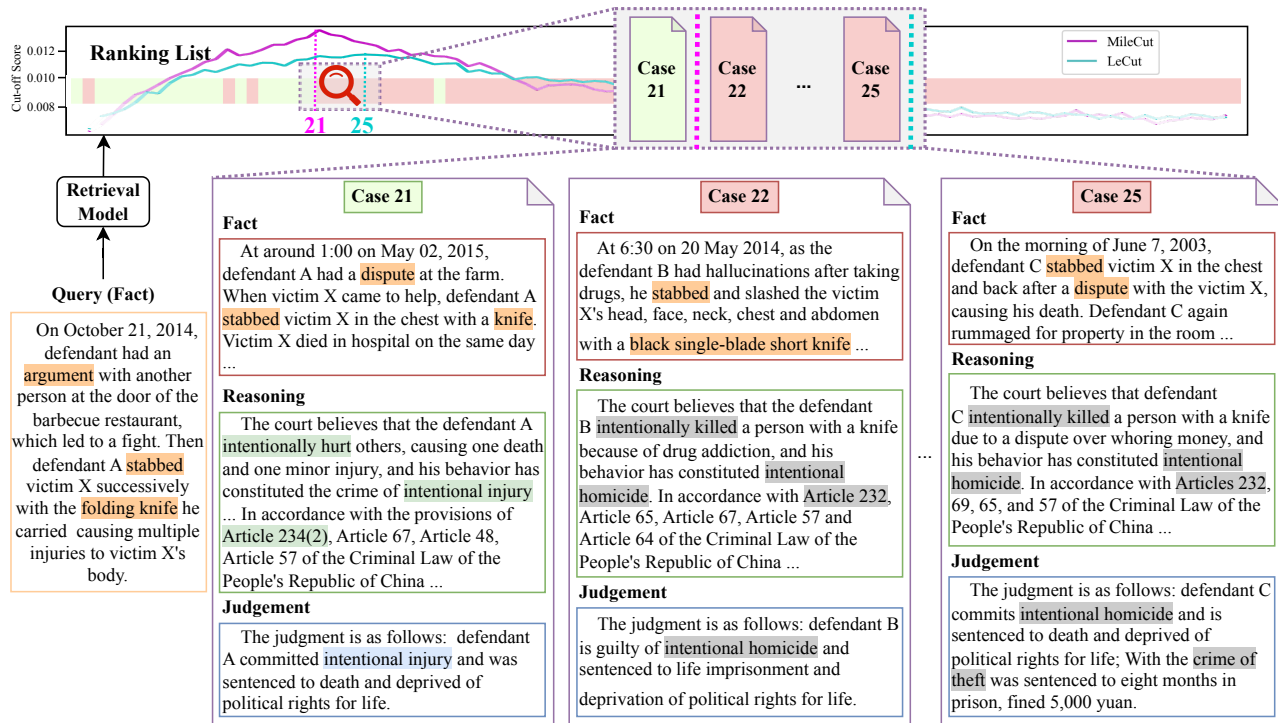 Ranking List
Cut-off Score
0.012
0.010
0.008
21
25
Case
21
Case
22
...
Case
25
MileCut
LeCut
Retrieval
Model
Query (Fact)
On October 21, 2014,
defendant had an
argument with another
person at the door of the
barbecue restaurant,
which led to a fight. Then
defendant A stabbed
victim X successively
with the folding knife he
carried causing multiple
injuries to victim X's
body.
Case 21
Fact
At around 1:00 on May 02, 2015,
defendant A had a dispute at the farm.
When victim X came to help, defendant A
stabbed victim X in the chest with a knife.
Victim X died in hospital on the same day
...
Reasoning
The court believes that the defendant A
intentionally hurt others, causing one death
and one minor injury, and his behavior has
constituted the crime of intentional injury
... In accordance with the provisions of
Article 234(2), Article 67, Article 48,
Article 57 of the Criminal Law of the
People's Republic of China ...
Judgement
The judgment is as follows: defendant
A committed intentional injury and was
sentenced to death and deprived of
political rights for life.
Case 22
Fact
At 6:30 on 20 May 2014, as the
defendant B had hallucinations after taking
drugs, he stabbed and slashed the victim
X's head, face, neck, chest and abdomen
with a black single-blade short knife ...
Reasoning
The court believes that the defendant
B intentionally killed a person with a knife
because of drug addiction, and his
behavior has constituted intentional
homicide. In accordance with Article 232,
Article 65, Article 67, Article 57 and
Article 64 of the Criminal Law of the
People's Republic of China ...
Judgement
The judgment is as follows: defendant B
is guilty of intentional homicide and
sentenced to life imprisonment and
deprivation of political rights for life.
...
Case 25
Fact
On the morning of June 7, 2003,
defendant C stabbed victim X in the chest
and back after a dispute with the victim X,
causing his death. Defendant C again
rummaged for property in the room ...
Reasoning
The court believes that the defendant
C intentionally killed a person with a knife
due to a dispute over whoring money, and
his behavior has constituted intentional
homicide. In accordance with Articles 232,
69, 65, and 57 of the Criminal Law of the
People's Republic of China ...
Judgement
The judgment is as follows: defendant C
commits intentional homicide and is
sentenced to death and deprived of
political rights for life; With the crime of
theft was sentenced to eight months in
prison, fined 5,000 yuan.